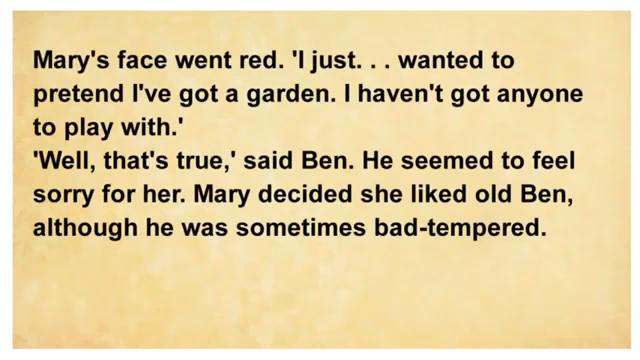 Mary's face went red. 'I just. . . wanted to
pretend I've got a garden. I haven't got anyone
to play with.'
'Well, that's true,' said Ben. He seemed to feel
sorry for her. Mary decided she liked old Ben,
although he was sometimes bad-tempered.